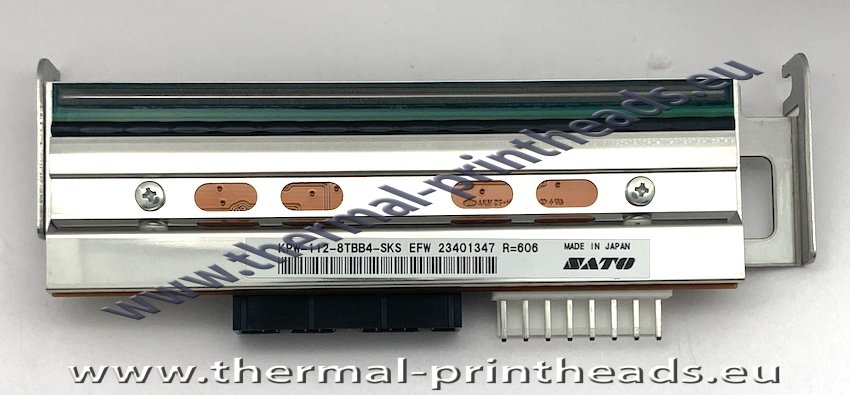 www.thermal-printheads.eu
KPW-112-8TBB4-SKS EFW 23401347 R=606
MADE IN JAPAN
SATO
www.thermal-printheads.eu